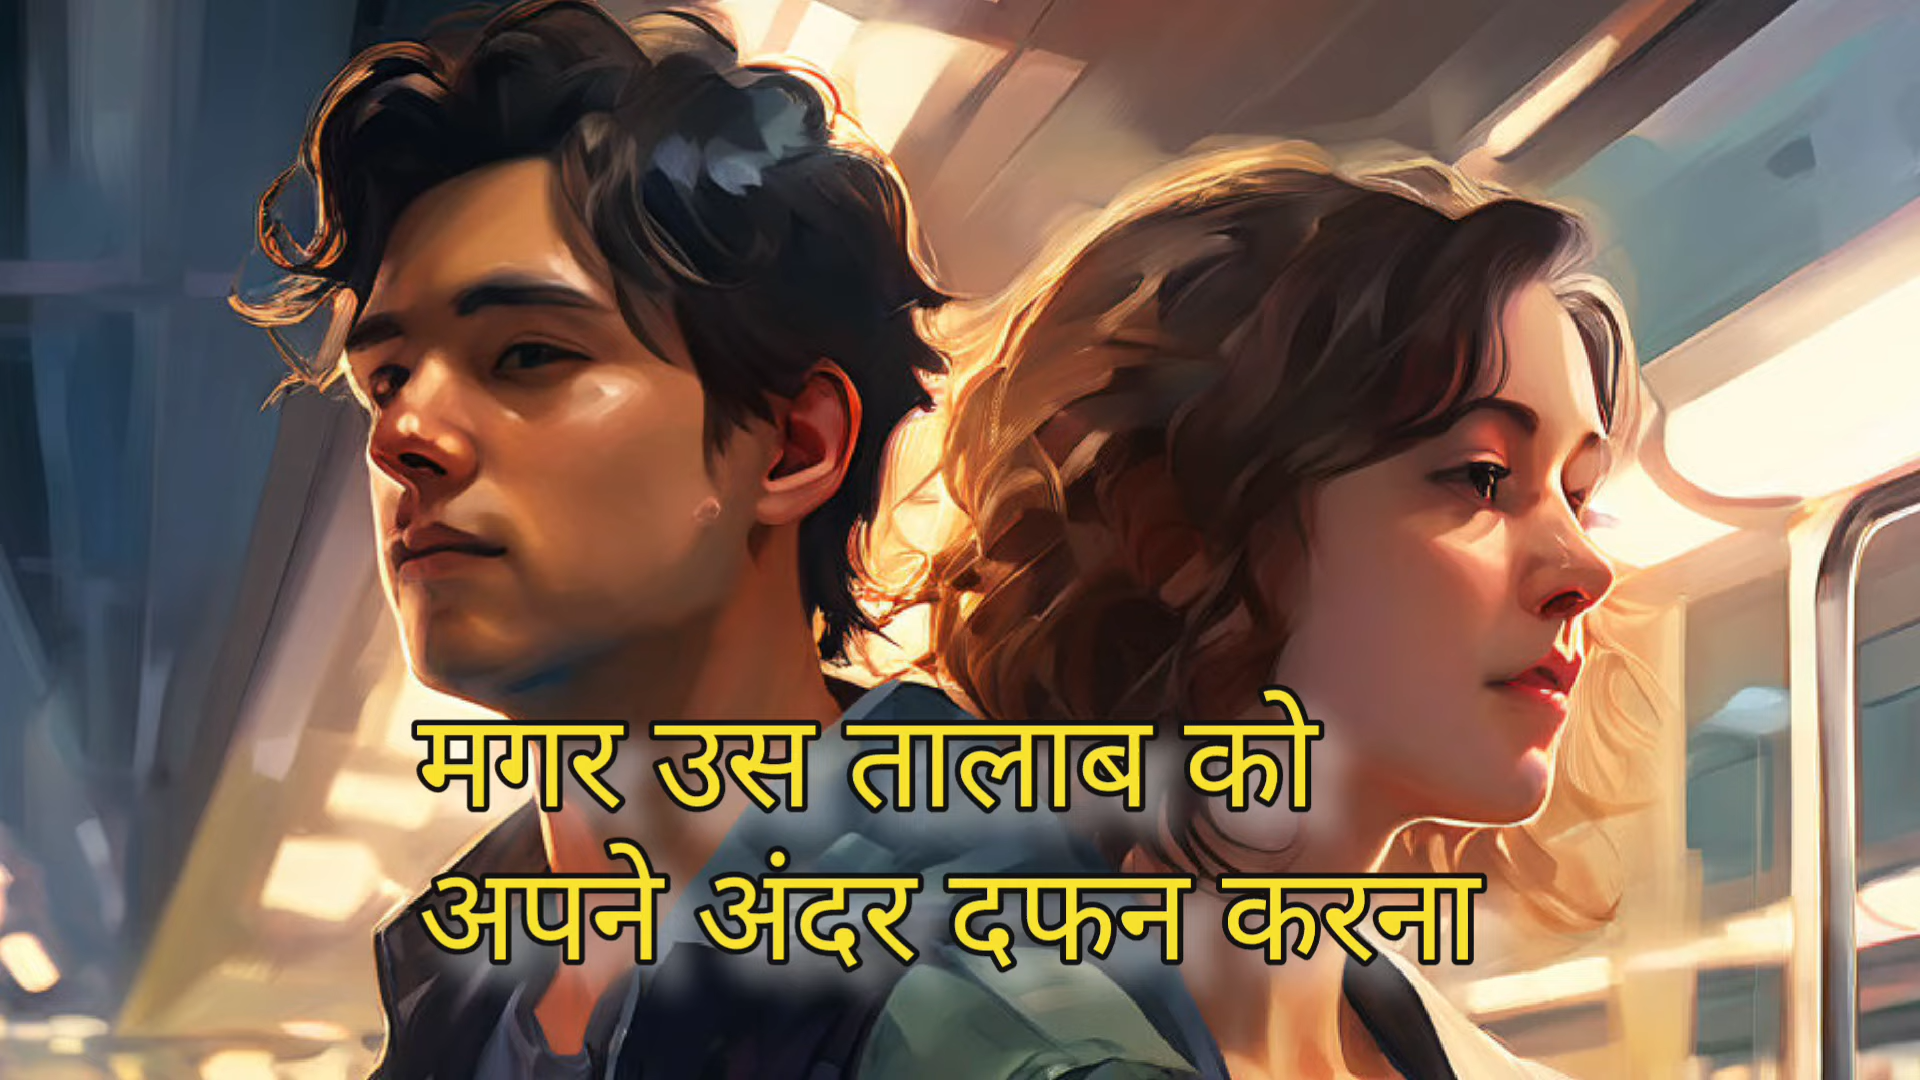 मगर उस तालाब को
अपने अंदर दफन करना